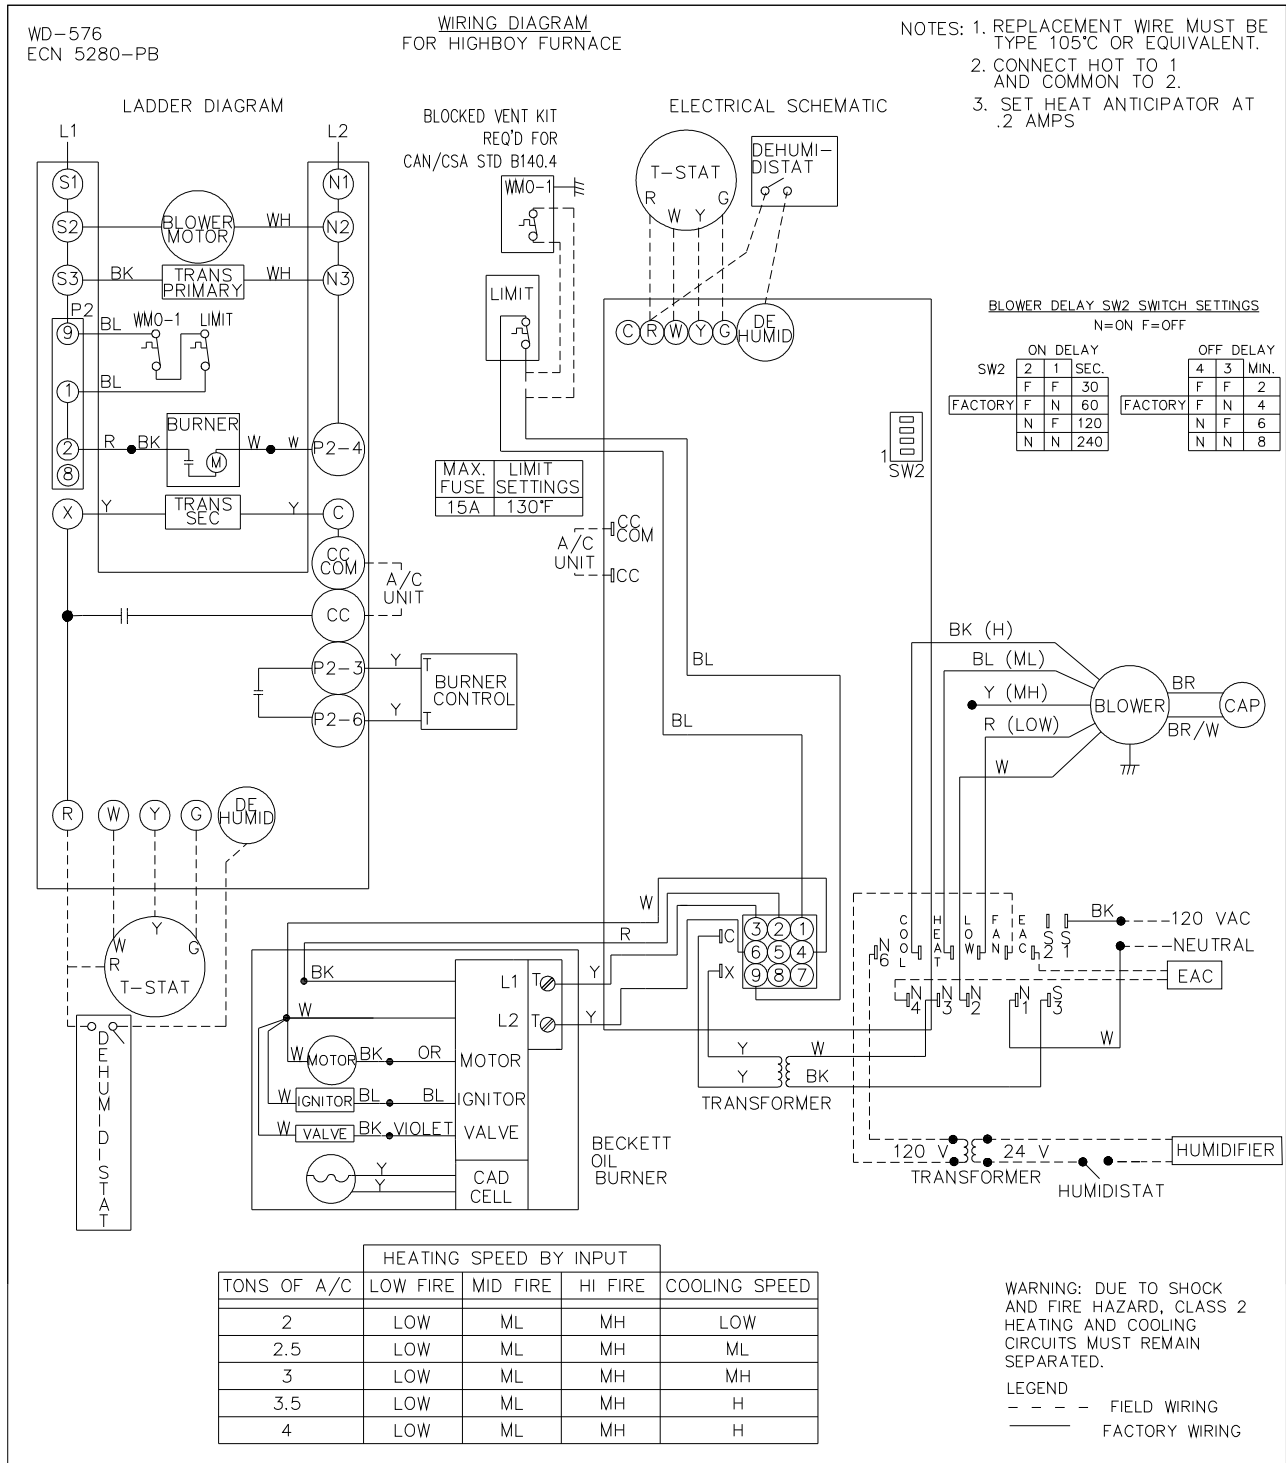 WD-576
ECN 5280-PB
WIRING DIAGRAM
FOR HIGHBOY FURNACE
NOTES: 1. REPLACEMENT WIRE MUST BE
TYPE 105°C OR EQUIVALENT.
2. CONNECT HOT TO 1
AND COMMON TO 2.
3. SET HEAT ANTICIPATOR AT
.2 AMPS
LADDER DIAGRAM
L1
L2
S1
N1
S2
BLOWER
MOTOR
WH
N2
S3
BK
TRANS
PRIMARY
WH
N3
P2
9
BL
WMO-1
LIMIT
1
BL
2
R
BK
BURNER
M
W
W
P2-4
8
X
Y
TRANS
SEC
Y
C
CC
COM
A/C
UNIT
CC
P2-3
Y
T
BURNER
CONTROL
P2-6
Y
T
R
W
Y
G
DE
HUMID
W
Y
G
R
T-STAT
DEHUMIDISTAT
BLOCKED VENT KIT
REQ'D FOR
CAN/CSA STD B140.4
WMO-1
LIMIT
MAX. FUSE
LIMIT SETTINGS
15A
130°F
ELECTRICAL SCHEMATIC
T-STAT
R
W
Y
G
DEHUMI-
DISTAT
C
R
W
Y
G
DE
HUMID
1
SW2
CC
COM
A/C
UNIT
CC
BLOWER DELAY SW2 SWITCH SETTINGS
N=ON F=OFF
ON DELAY
SW2 2 1 SEC.
F F 30
FACTORY F N 60
N F 120
N N 240
OFF DELAY
4 3 MIN.
F F 2
FACTORY F N 4
N F 6
N N 8
BL
BL
BK (H)
BL (ML)
Y (MH)
R (LOW)
W
BLOWER
BR
BR/W
CAP
W
R
3 2 1
6 5 4
9 8 7
C
X
COOL
HEAT
LOW
FAN
EAC
S2
S1
N6
N4
N3
N2
N1
S3
BK
120 VAC
NEUTRAL
EAC
W
Y
Y
W
BK
TRANSFORMER
BK
L1
T
Y
W
L2
T
Y
W
MOTOR
BK
OR
MOTOR
W
IGNITOR
BL
BL
IGNITOR
W
VALVE
BK
VIOLET
VALVE
Y
Y
CAD
CELL
BECKETT
OIL
BURNER
120 V
24 V
TRANSFORMER
HUMIDISTAT
HUMIDIFIER
HEATING SPEED BY INPUT
TONS OF A/C LOW FIRE MID FIRE HI FIRE COOLING SPEED
2 LOW ML MH LOW
2.5 LOW ML MH ML
3 LOW ML MH MH
3.5 LOW ML MH H
4 LOW ML MH H
WARNING: DUE TO SHOCK
AND FIRE HAZARD, CLASS 2
HEATING AND COOLING
CIRCUITS MUST REMAIN
SEPARATED.
LEGEND
FIELD WIRING
FACTORY WIRING